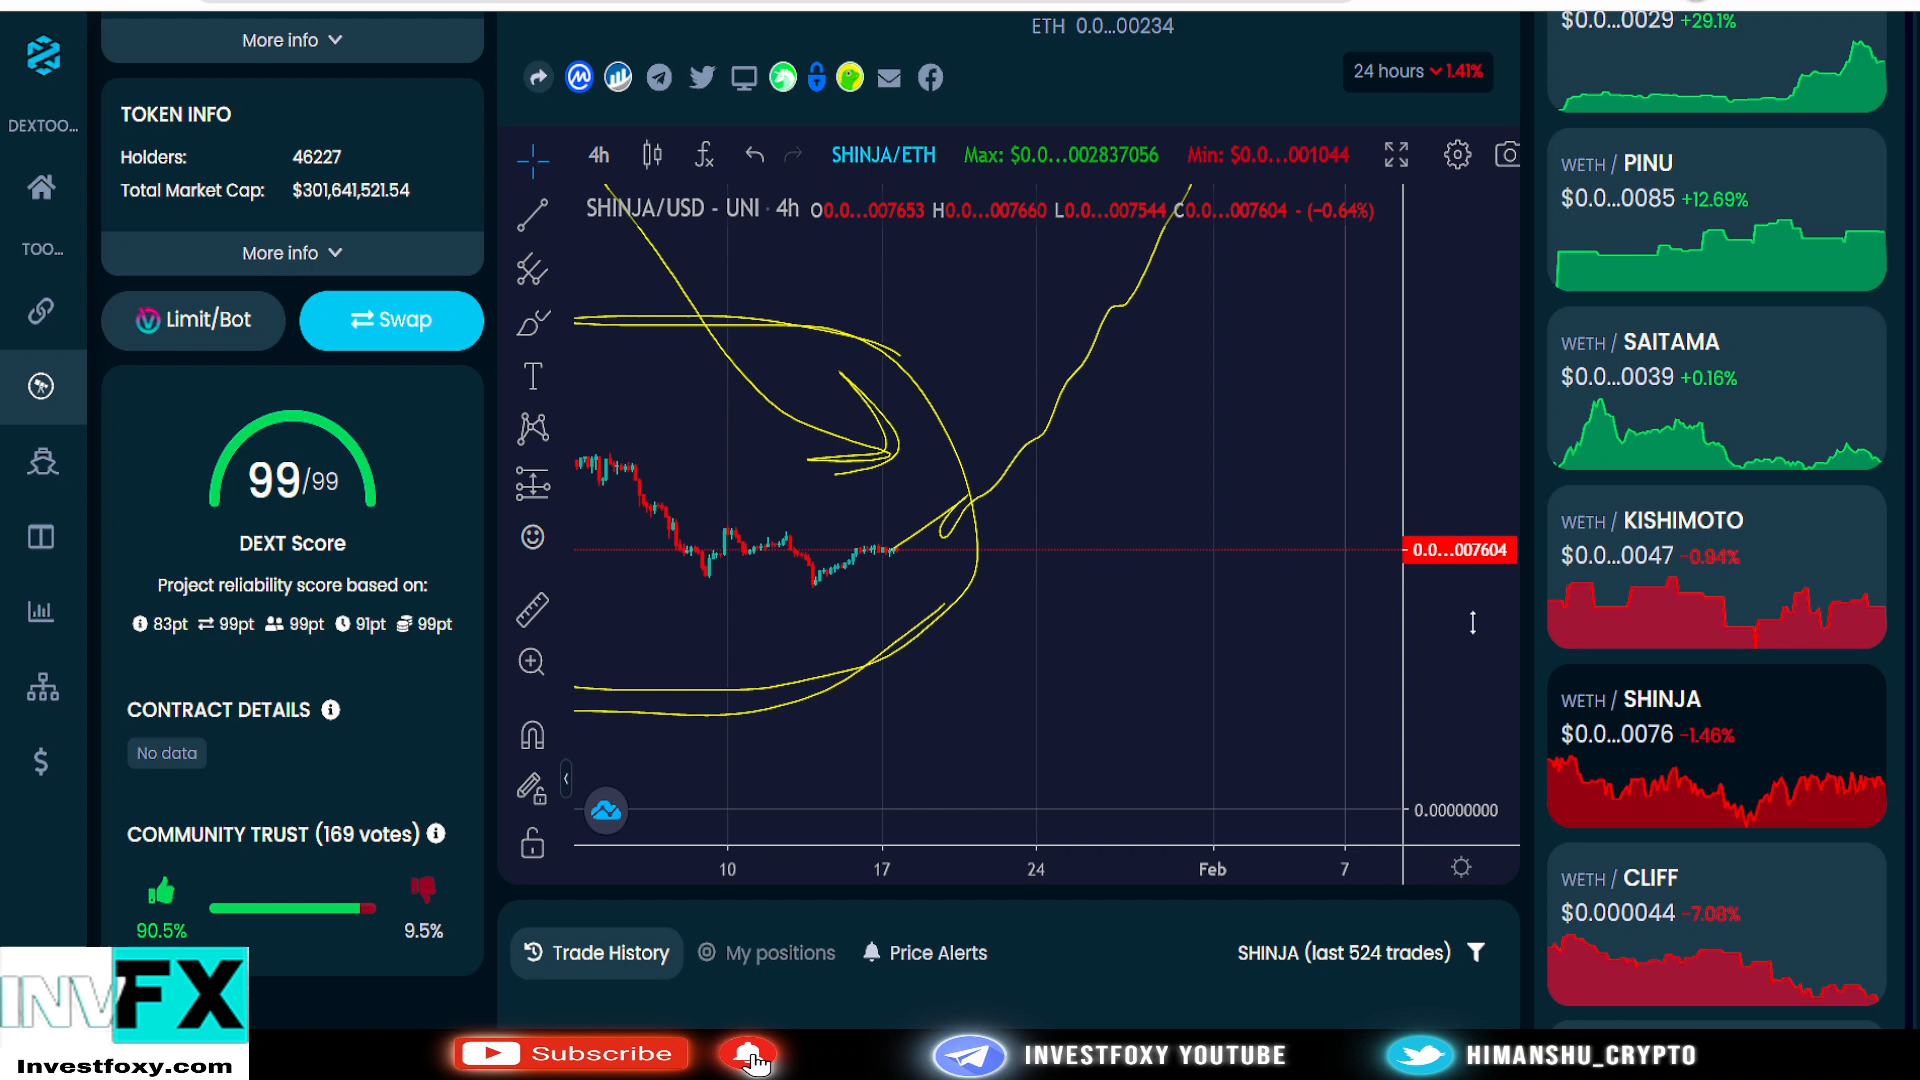 ETH 0.0...00234
More info
24 hours 1.41%
DEXTOO...
TOKEN INFO
Holders: 46227
Total Market Cap: $301,641,521.54
More info
TOO...
Limit/Bot
Swap
99/99
DEXT Score
Project reliability score based on:
83pt 99pt 99pt 91pt 99pt
CONTRACT DETAILS
No data
COMMUNITY TRUST (169 votes)
90.5% 9.5%
4h SHINJA/ETH Max: $0.0...002837056 Min: $0.0...001044
SHINJA/USD - UNI · 4h O0.0...007653 H0.0...007660 L0.0...007544 C0.0...007604 - (-0.64%)
0.0...007604
0.00000000
10 17 24 Feb 7
Trade History My positions Price Alerts SHINJA (last 524 trades)
$0.0...0029 +29.1%
WETH / PINU
$0.0...0085 +12.69%
WETH / SAITAMA
$0.0...0039 +0.16%
WETH / KISHIMOTO
$0.0...0047 -0.94%
WETH / SHINJA
$0.0...0076 -1.46%
WETH / CLIFF
$0.000044 -7.08%
INVFX
Investfoxy.com
Subscribe
INVESTFOXY YOUTUBE
HIMANSHU_CRYPTO